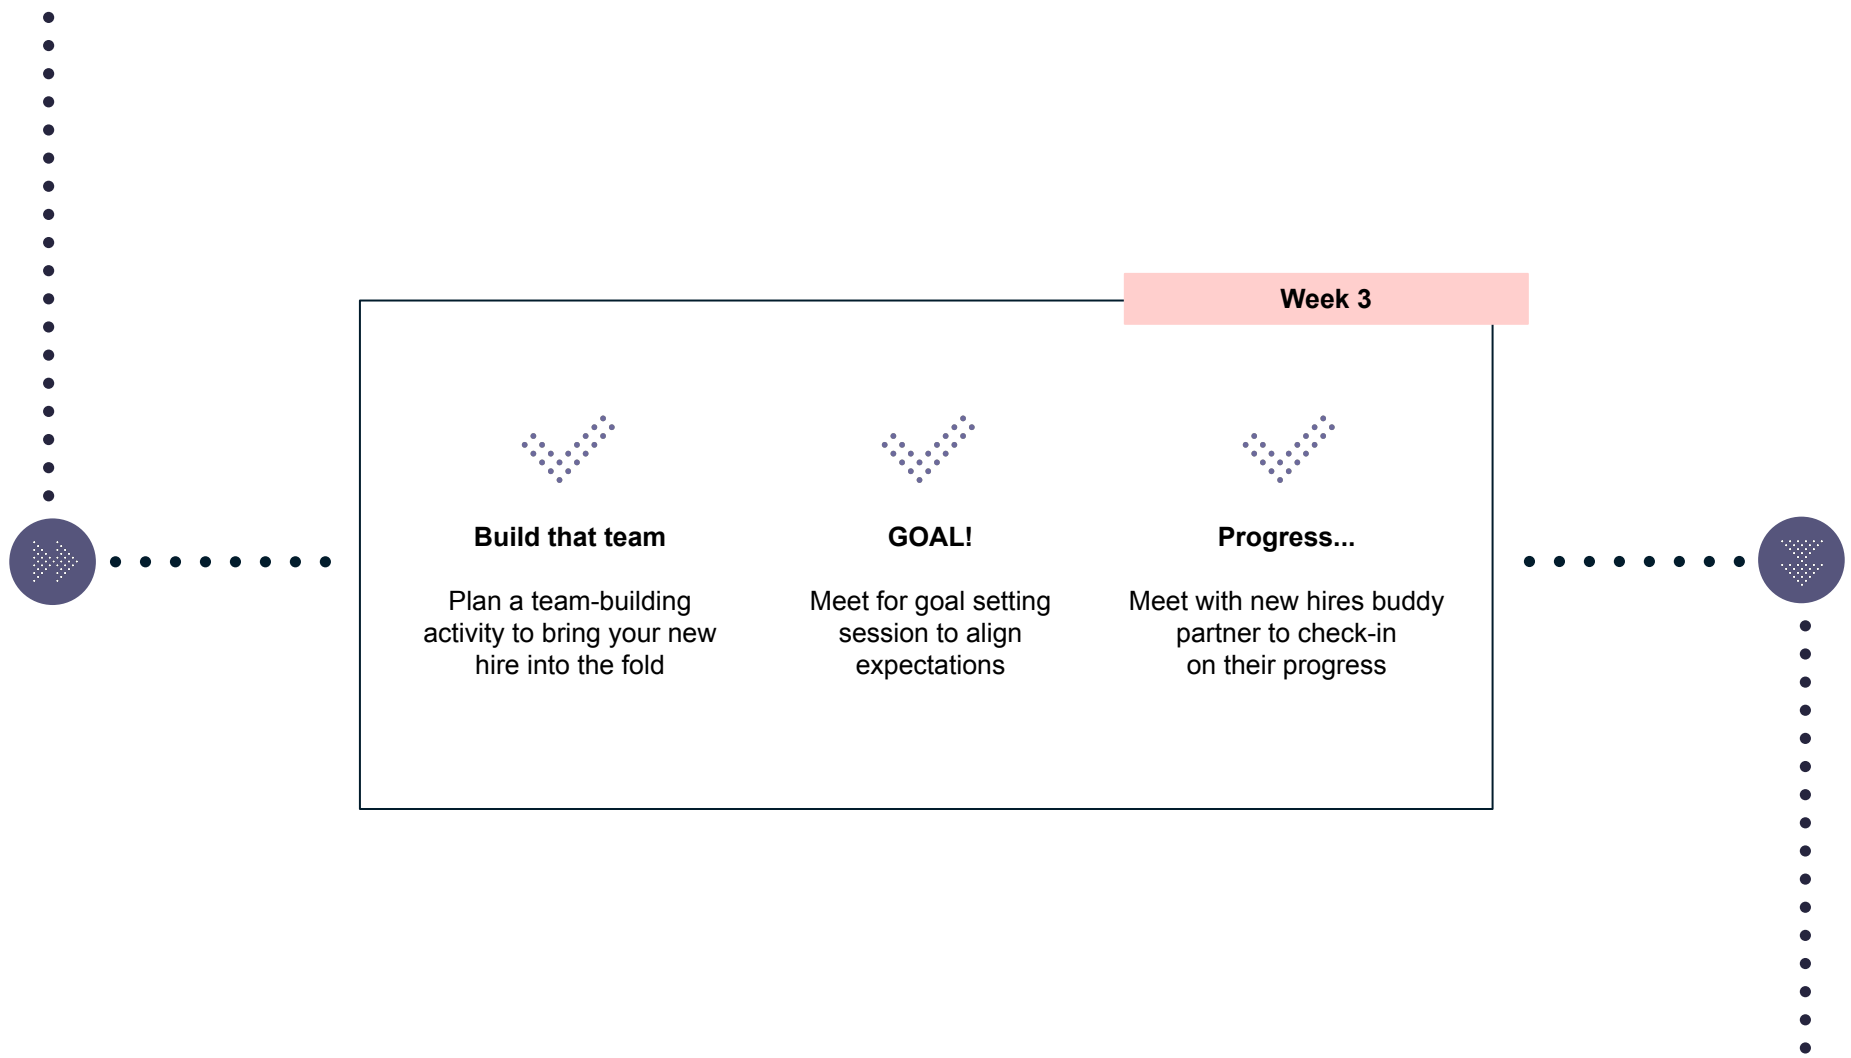 Week 3
Build that team
Plan a team-building
activity to bring your new
hire into the fold
GOAL!
Meet for goal setting
session to align
expectations
Progress...
Meet with new hires buddy
partner to check-in
on their progress